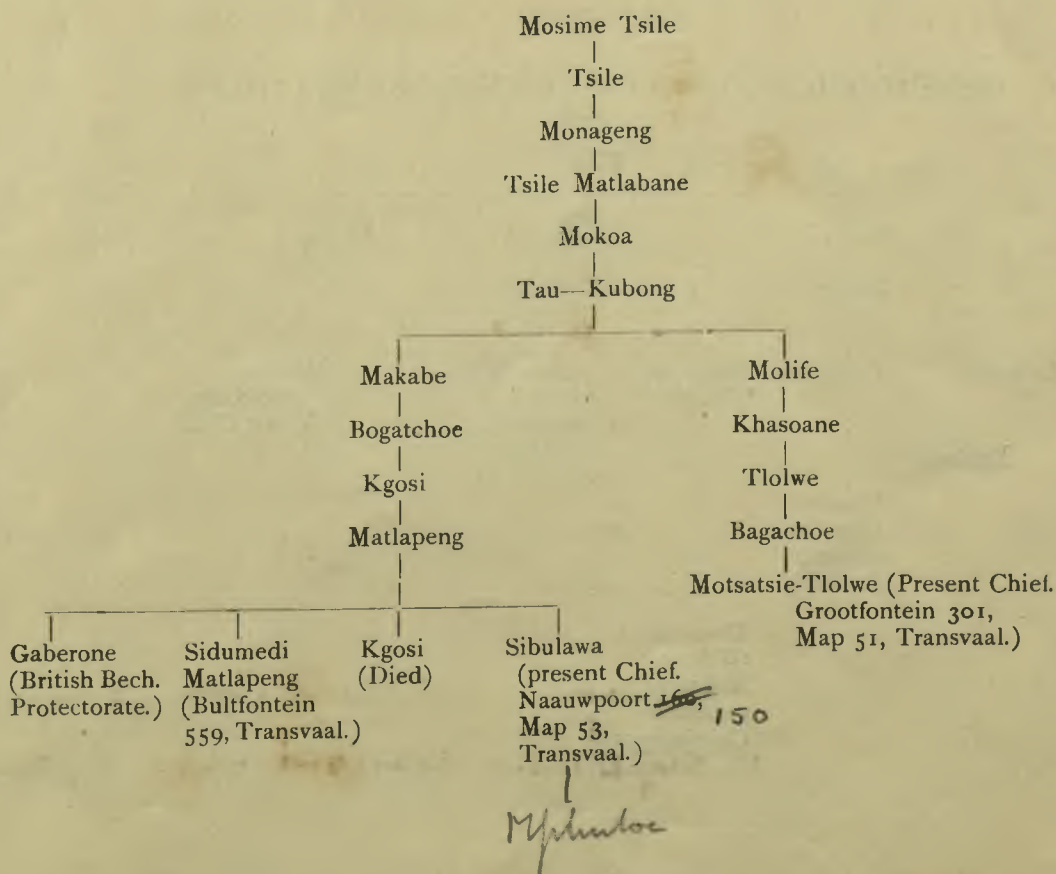 Mosime Tsile
Tsile
Monageng
Tsile Matlabane
Mokoa
Tau—Kubong
Makabe
Bogatchoe
Kgosi
Matlapeng
Molife
Khasoane
Tlolwe
Bagachoe
Motsatsie-Tlolwe (Present Chief.
Grootfontein 301,
Map 51, Transvaal.)
Gaberone
(British Bech.
Protectorate.)
Sidumedi
Matlapeng
(Bultfontein
559, Transvaal.)
Kgosi
(Died)
Sibulawa
(present Chief.
Naauwpoort 160,
150
Map 53,
Transvaal.)